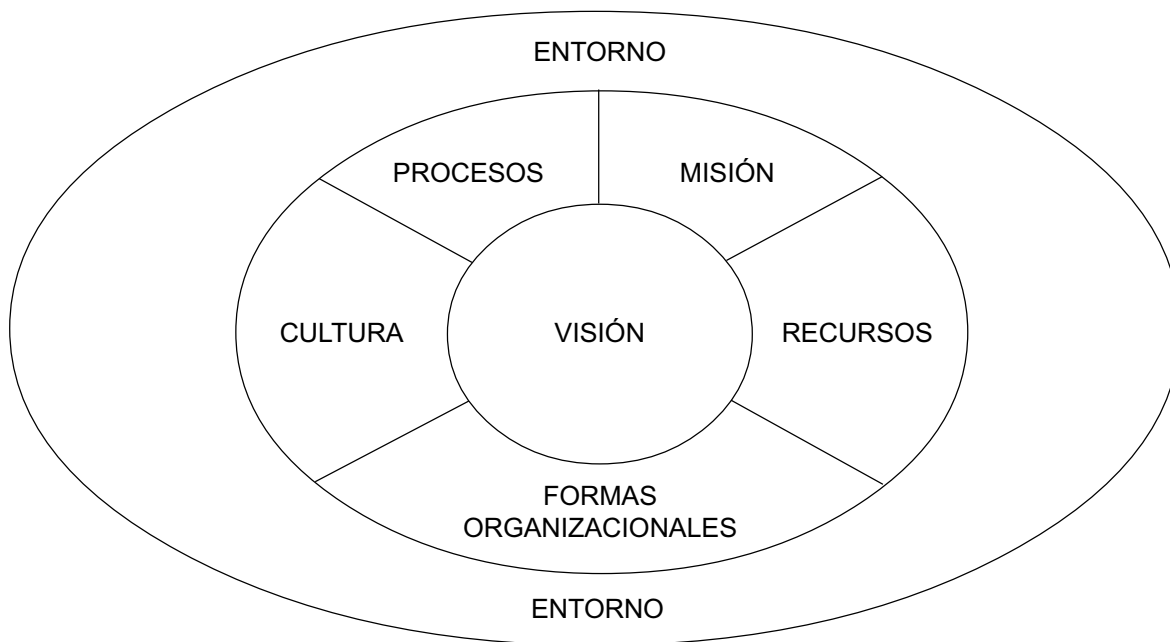 ENTORNO
PROCESOS
MISIÓN
CULTURA
VISIÓN
RECURSOS
FORMAS
ORGANIZACIONALES
ENTORNO